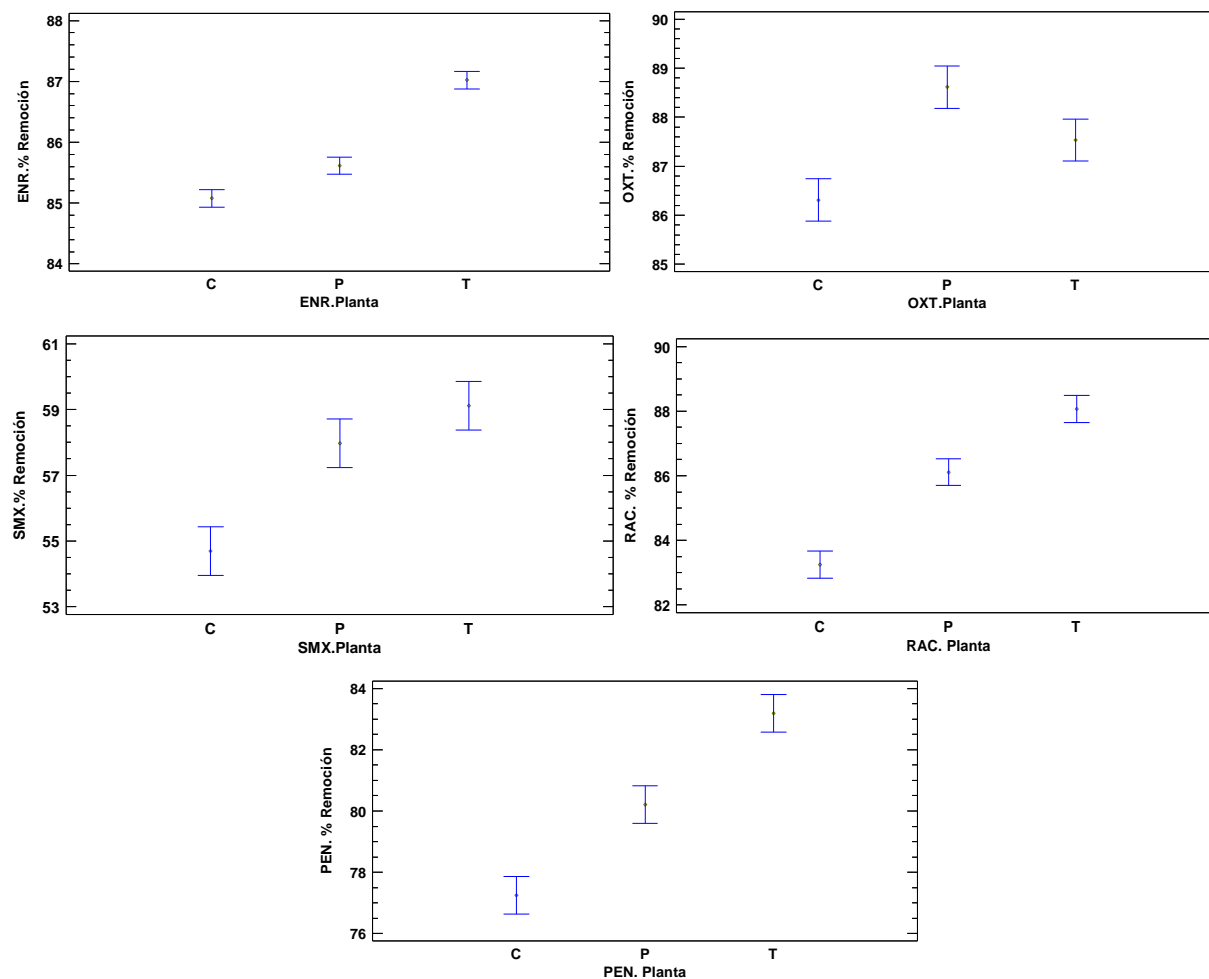 88
87
86
85
84
ENR.% Remoción
C P T
ENR.Planta
90
89
88
87
86
85
OXT.% Remoción
C P T
OXT.Planta
61
59
57
55
53
SMX.% Remoción
C P T
SMX.Planta
90
88
86
84
82
RAC. % Remoción
C P T
RAC. Planta
84
82
80
78
76
PEN. % Remoción
C P T
PEN. Planta